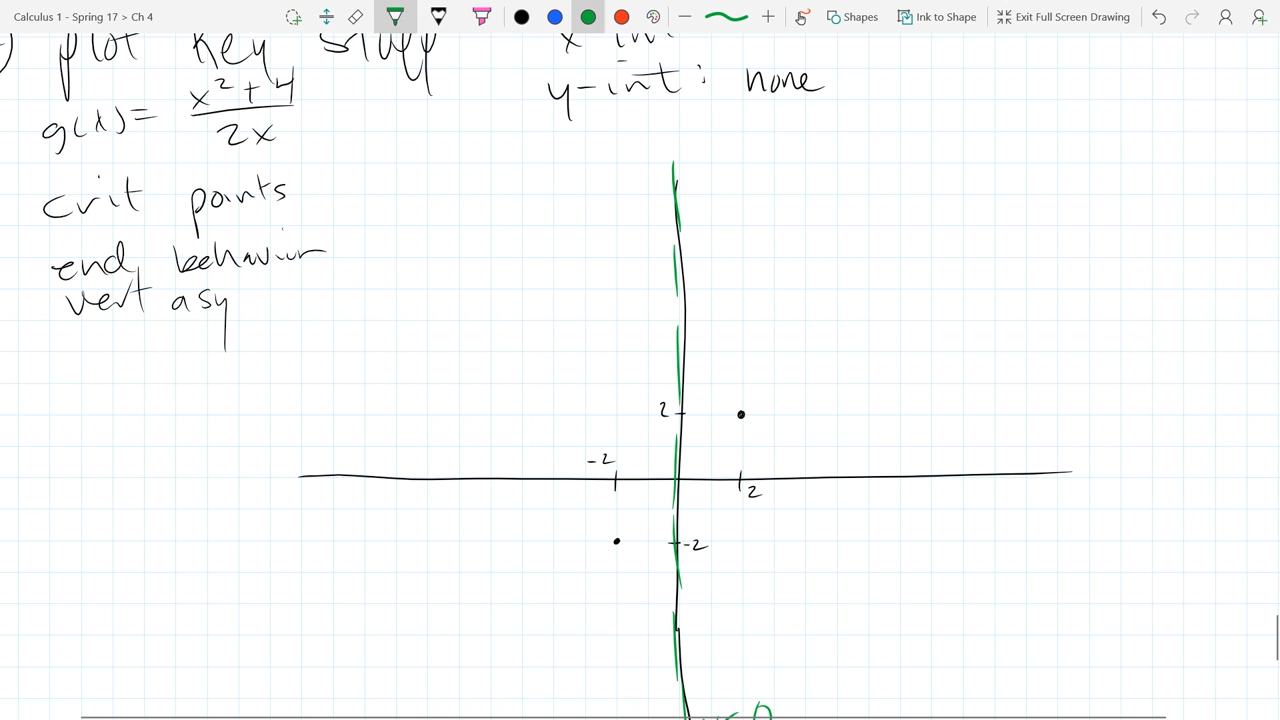 Calculus 1 - Spring 17 > Ch 4
Shapes
Ink to Shape
Exit Full Screen Drawing
plot key stuff
x-int
y-int: none
g(x) = x² + 4 / 2x
crit points
end behavior
vert asy
2
-2
2
-2